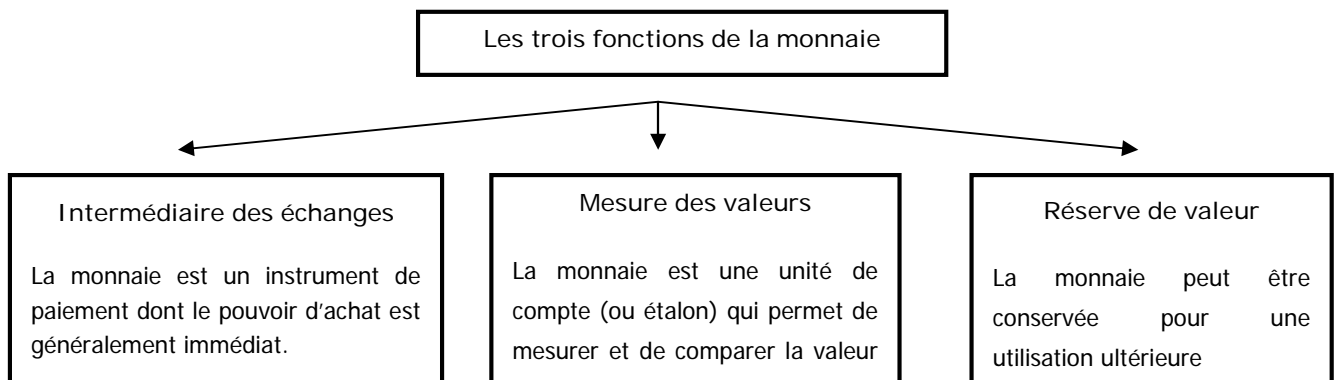 Les trois fonctions de la monnaie
Intermédiaire des échanges
La monnaie est un instrument de
paiement dont le pouvoir d'achat est
généralement immédiat.
Mesure des valeurs
La monnaie est une unité de
compte (ou étalon) qui permet de
mesurer et de comparer la valeur
Réserve de valeur
La monnaie peut être
conservée pour une
utilisation ultérieure